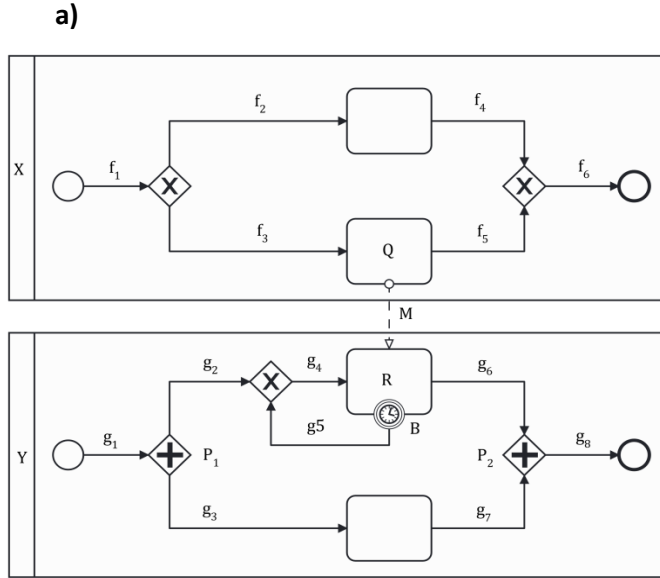 a)
f₂ f₄
X f₁ f₆
f₃ Q f₅
M
g₂ g₄ R g₆
g5 B
Y g₁ P₁ P₂ g₈
g₃ g₇